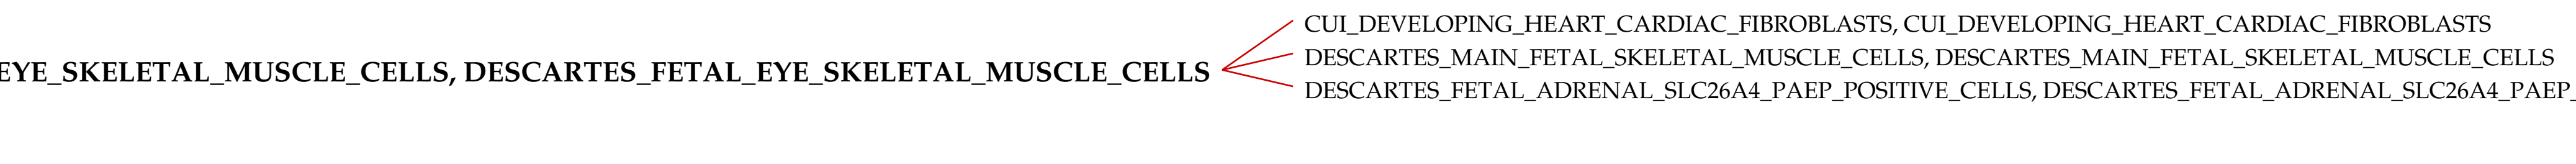 CUI_DEVELOPING_HEART_CARDIAC_FIBROBLASTS, CUI_DEVELOPING_HEART_CARDIAC_FIBROBLASTS
EYE_SKELETAL_MUSCLE_CELLS, DESCARTES_FETAL_EYE_SKELETAL_MUSCLE_CELLS
DESCARTES_MAIN_FETAL_SKELETAL_MUSCLE_CELLS, DESCARTES_MAIN_FETAL_SKELETAL_MUSCLE_CELLS
DESCARTES_FETAL_ADRENAL_SLC26A4_PAEP_POSITIVE_CELLS, DESCARTES_FETAL_ADRENAL_SLC26A4_PAEP_